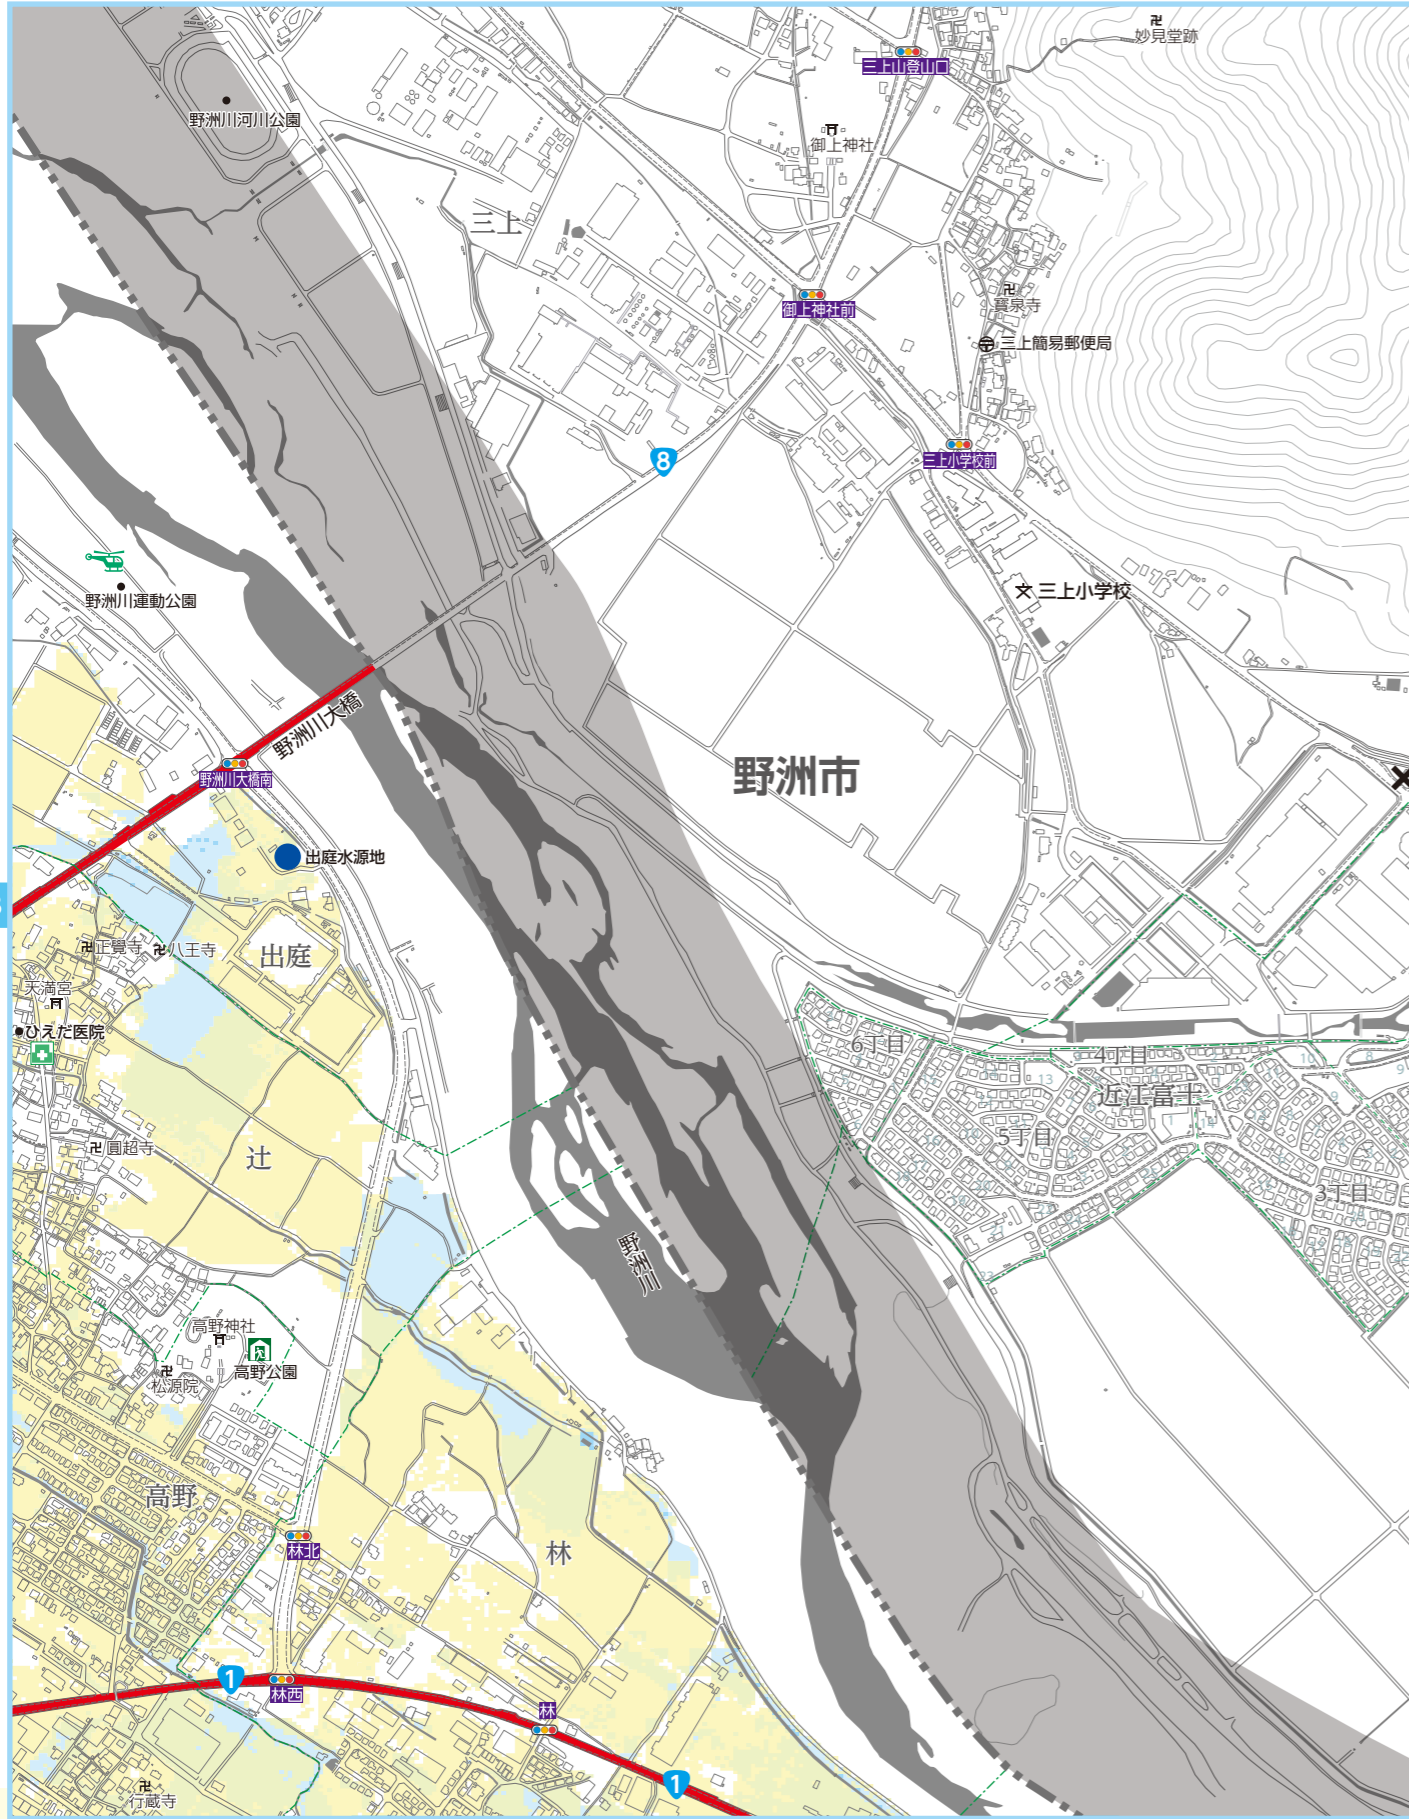 妙見堂跡
三上山登山口
野洲川河川公園
御上神社
三上
御上神社前
寳泉寺
三上簡易郵便局
8
三上小学校前
野洲川運動公園
三上小学校
野洲川大橋
野洲川大橋南
野洲市
出庭水源地
正覺寺
八王寺
出庭
天満宮
ひえだ医院
6丁目
4丁目
10
8
9
13
近江富士
5丁目
9
圓超寺
辻
3丁目
野洲川
23
高野神社
高野公園
松源院
高野
林北
林
1
林西
林
1
行蔵寺